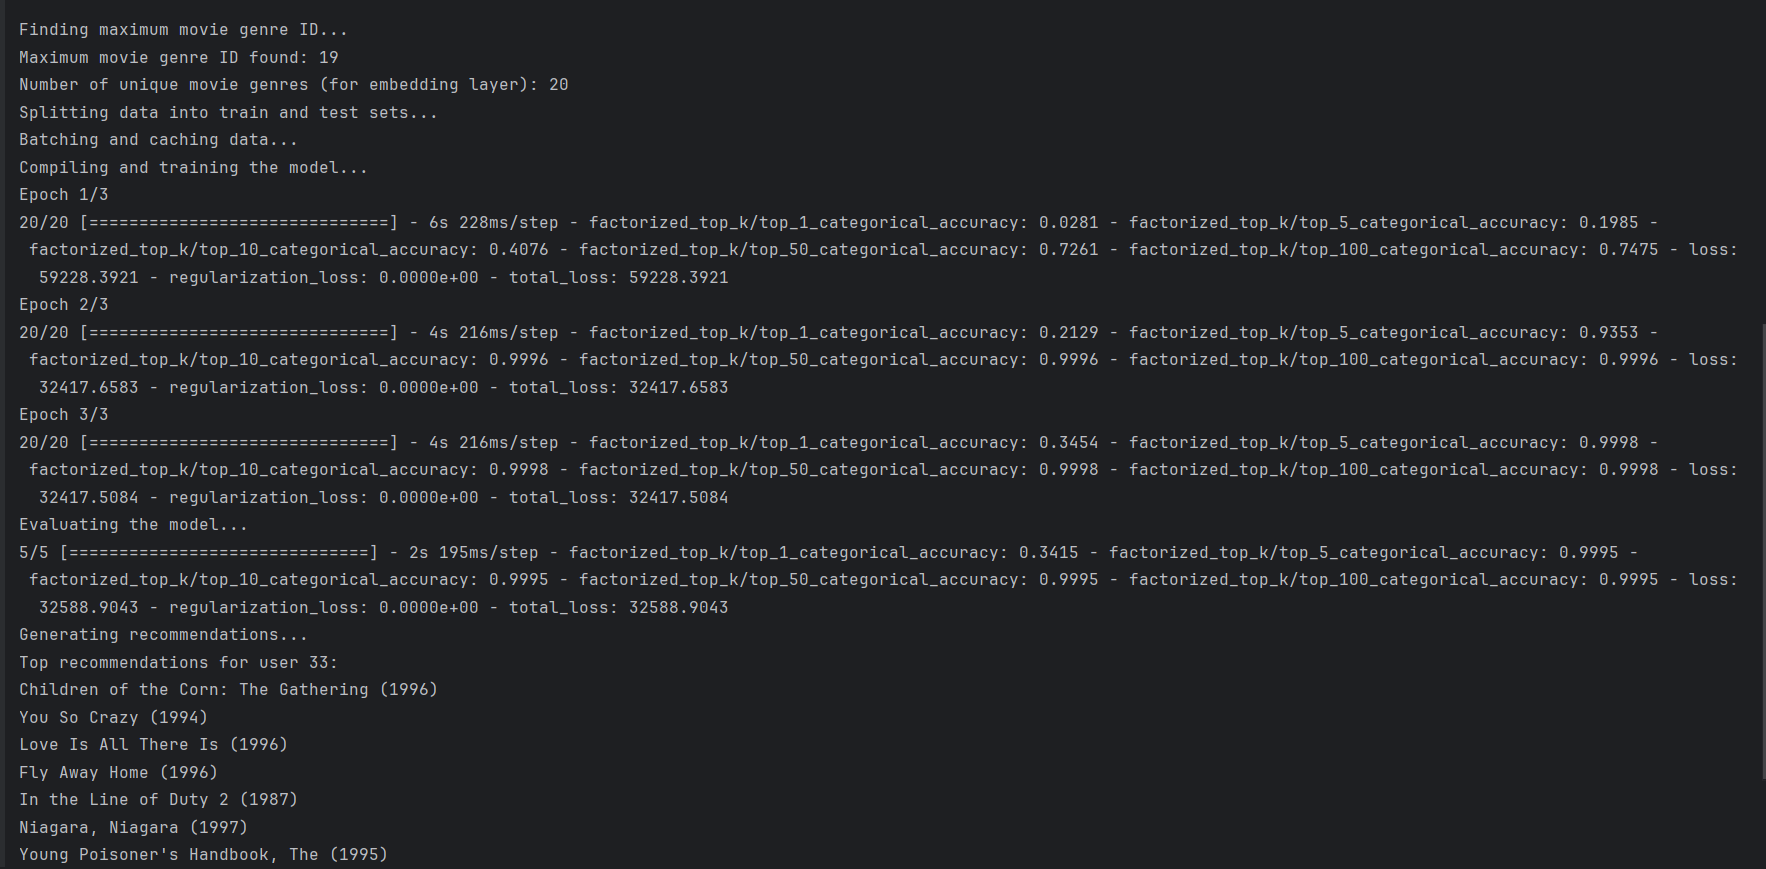 Finding maximum movie genre ID...
Maximum movie genre ID found: 19
Number of unique movie genres (for embedding layer): 20
Splitting data into train and test sets...
Batching and caching data...
Compiling and training the model...
Epoch 1/3
20/20 [==============================] - 6s 228ms/step - factorized_top_k/top_1_categorical_accuracy: 0.0281 - factorized_top_k/top_5_categorical_accuracy: 0.1985 -
factorized_top_k/top_10_categorical_accuracy: 0.4076 - factorized_top_k/top_50_categorical_accuracy: 0.7261 - factorized_top_k/top_100_categorical_accuracy: 0.7475 - loss:
59228.3921 - regularization_loss: 0.0000e+00 - total_loss: 59228.3921
Epoch 2/3
20/20 [==============================] - 4s 216ms/step - factorized_top_k/top_1_categorical_accuracy: 0.2129 - factorized_top_k/top_5_categorical_accuracy: 0.9353 -
factorized_top_k/top_10_categorical_accuracy: 0.9996 - factorized_top_k/top_50_categorical_accuracy: 0.9996 - factorized_top_k/top_100_categorical_accuracy: 0.9996 - loss:
32417.6583 - regularization_loss: 0.0000e+00 - total_loss: 32417.6583
Epoch 3/3
20/20 [==============================] - 4s 216ms/step - factorized_top_k/top_1_categorical_accuracy: 0.3454 - factorized_top_k/top_5_categorical_accuracy: 0.9998 -
factorized_top_k/top_10_categorical_accuracy: 0.9998 - factorized_top_k/top_50_categorical_accuracy: 0.9998 - factorized_top_k/top_100_categorical_accuracy: 0.9998 - loss:
32417.5084 - regularization_loss: 0.0000e+00 - total_loss: 32417.5084
Evaluating the model...
5/5 [==============================] - 2s 195ms/step - factorized_top_k/top_1_categorical_accuracy: 0.3415 - factorized_top_k/top_5_categorical_accuracy: 0.9995 -
factorized_top_k/top_10_categorical_accuracy: 0.9995 - factorized_top_k/top_50_categorical_accuracy: 0.9995 - factorized_top_k/top_100_categorical_accuracy: 0.9995 - loss:
32588.9043 - regularization_loss: 0.0000e+00 - total_loss: 32588.9043
Generating recommendations...
Top recommendations for user 33:
Children of the Corn: The Gathering (1996)
You So Crazy (1994)
Love Is All There Is (1996)
Fly Away Home (1996)
In the Line of Duty 2 (1987)
Niagara, Niagara (1997)
Young Poisoner's Handbook, The (1995)